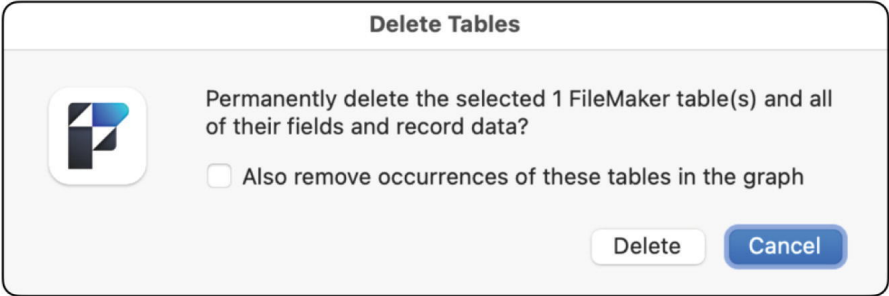 Delete Tables
Permanently delete the selected 1 FileMaker table(s) and all
of their fields and record data?
Also remove occurrences of these tables in the graph
Delete
Cancel